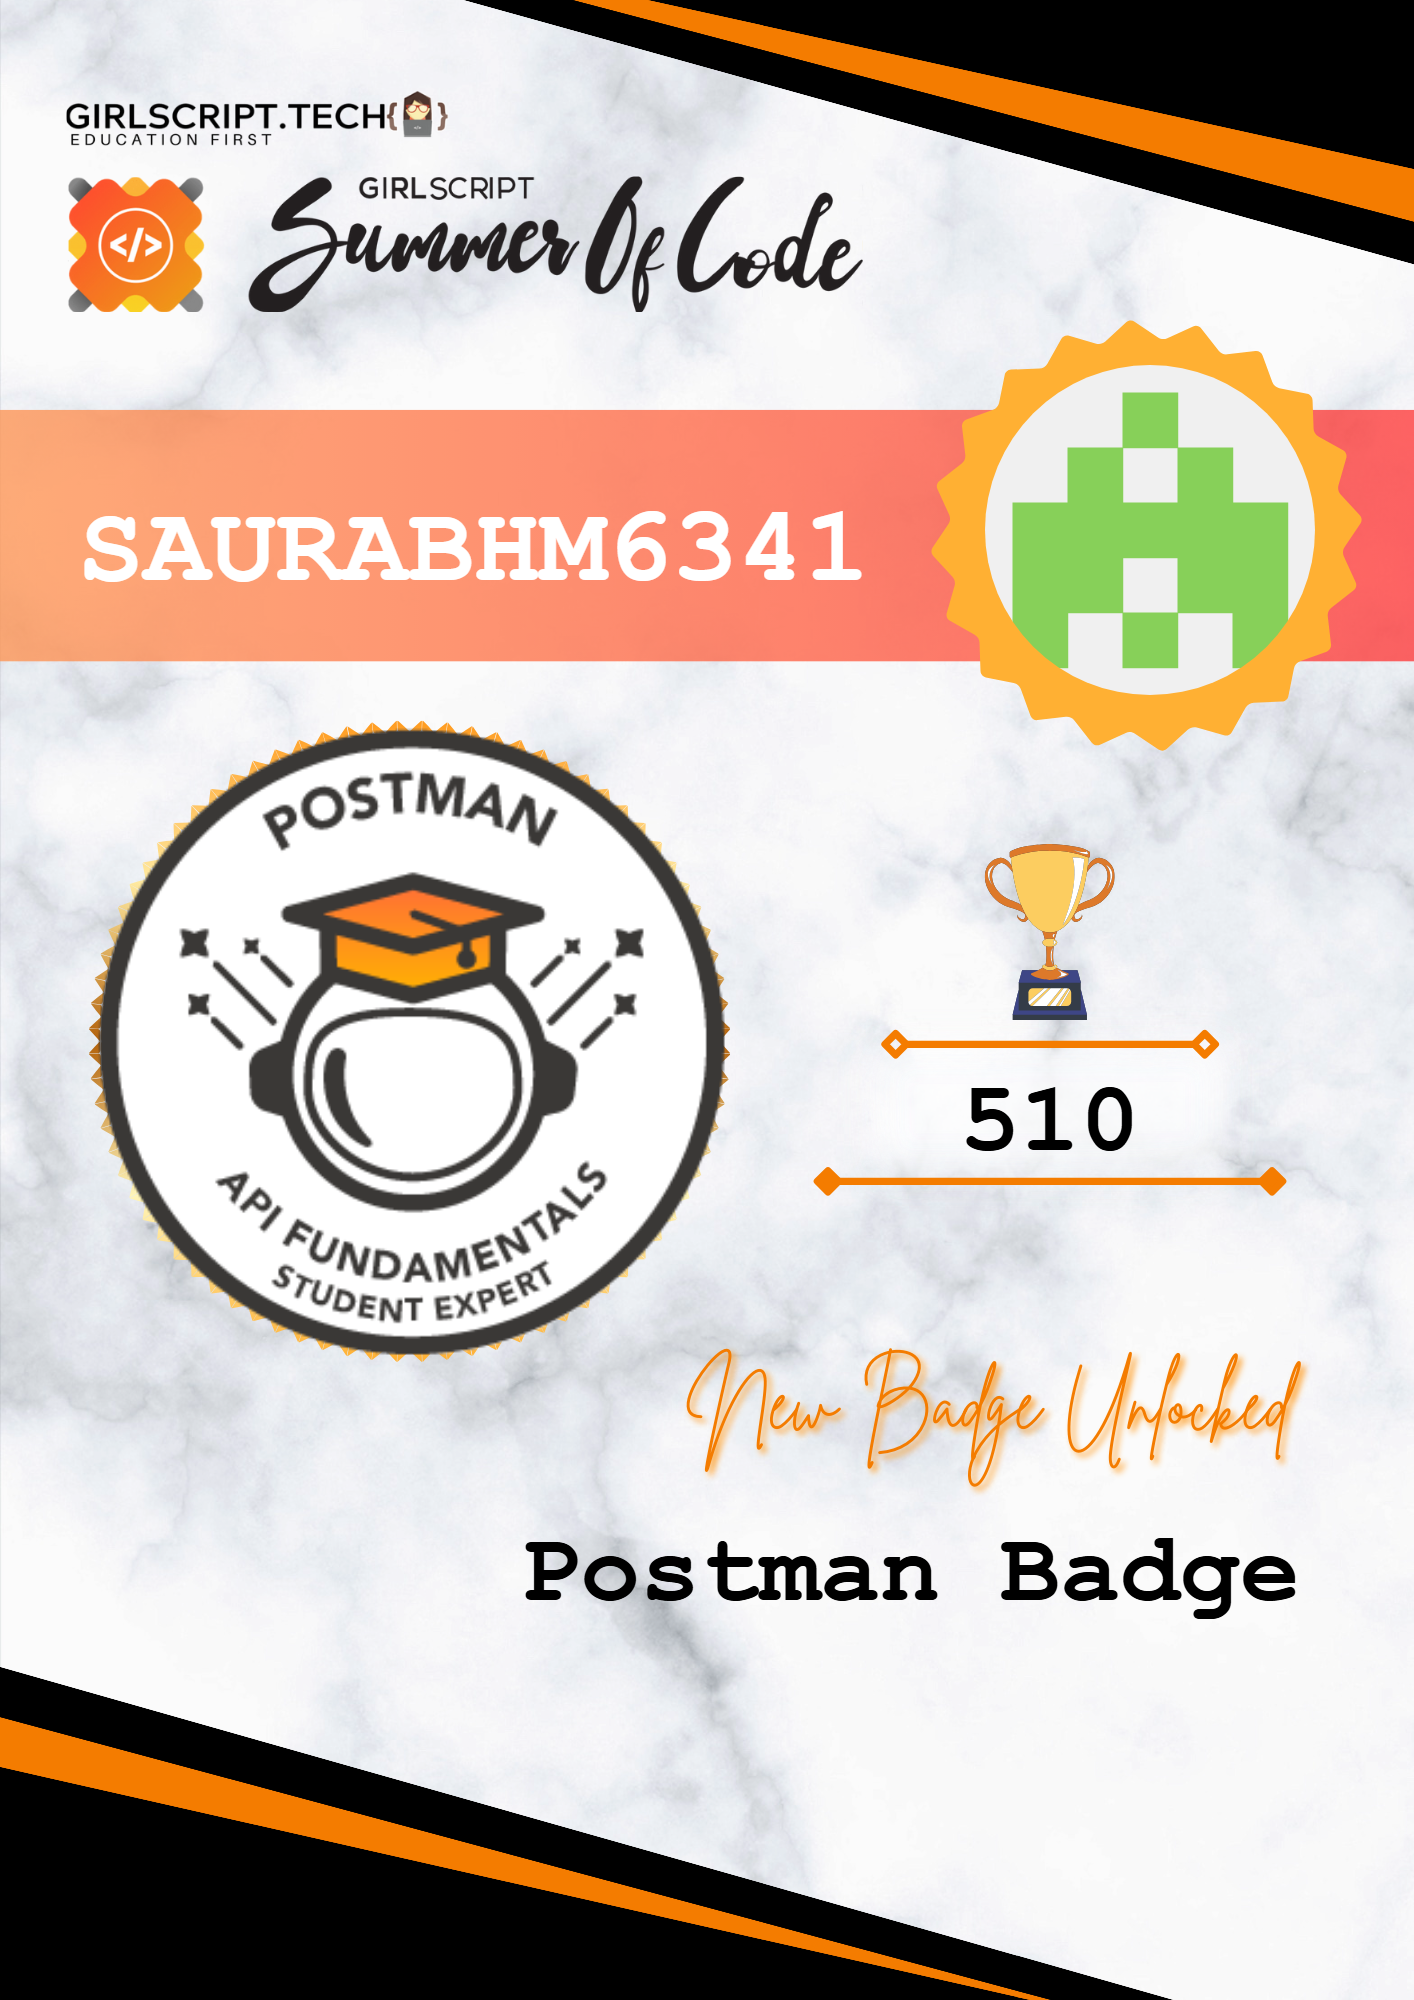 GIRLSCRIPT.TECH{ }
EDUCATION FIRST
</>
GIRLSCRIPT
Summer Of Code
SAURABHM6341
POSTMAN
API FUNDAMENTALS
STUDENT EXPERT
510
New Badge Unlocked
Postman Badge